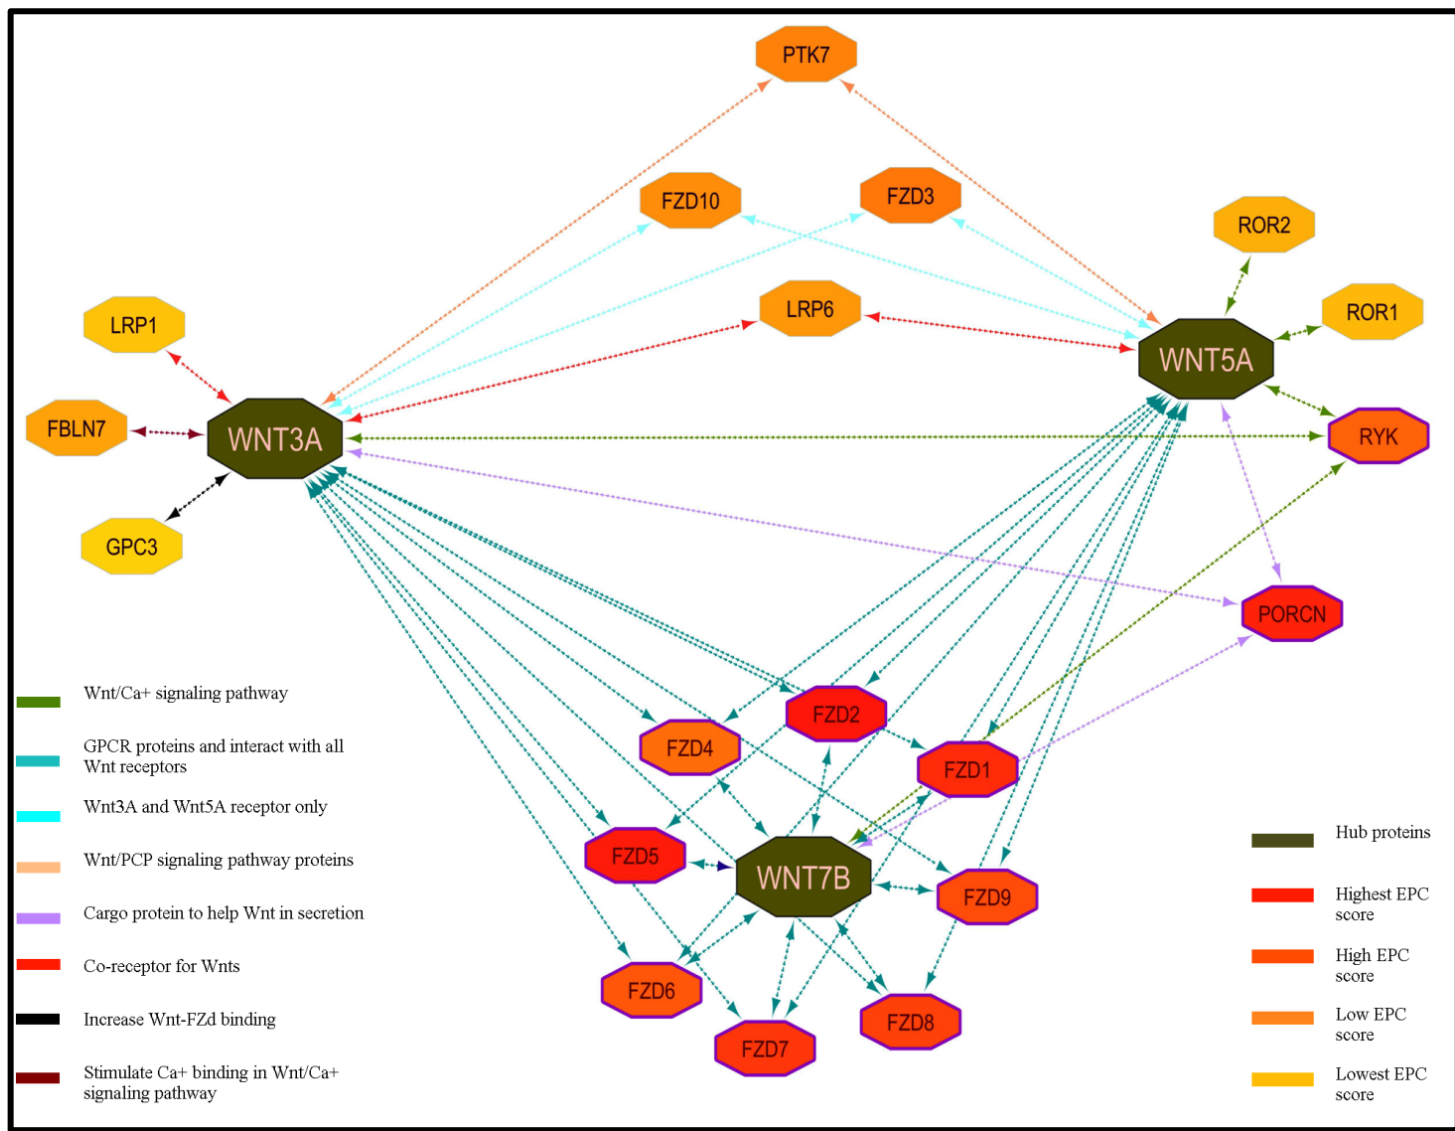 PTK7
FZD10
FZD3
ROR2
LRP1
LRP6
ROR1
WNT5A
FBLN7
WNT3A
RYK
GPC3
PORCN
FZD2
FZD4
FZD1
FZD5
WNT7B
FZD9
FZD6
FZD8
FZD7
Wnt/Ca+ signaling pathway
GPCR proteins and interact with all
Wnt receptors
Wnt3A and Wnt5A receptor only
Wnt/PCP signaling pathway proteins
Cargo protein to help Wnt in secretion
Co-receptor for Wnts
Increase Wnt-FZd binding
Stimulate Ca+ binding in Wnt/Ca+
signaling pathway
Hub proteins
Highest EPC
score
High EPC
score
Low EPC
score
Lowest EPC
score